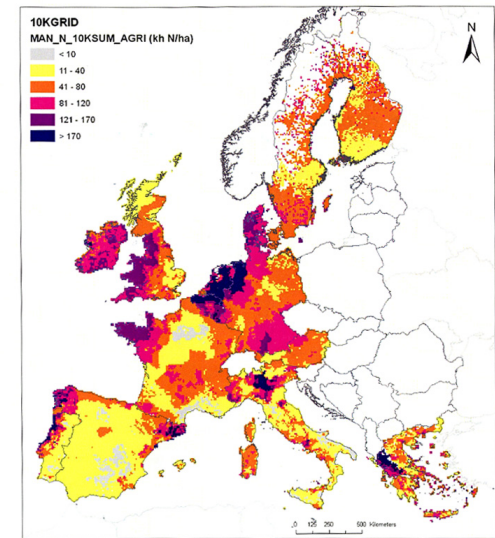 10KGRID
MAN_N_10KSUM_AGRI (kh N/ha)
< 10
11 - 40
41 - 80
81 - 120
121 - 170
> 170
N
0 125 250 500 Kilometers